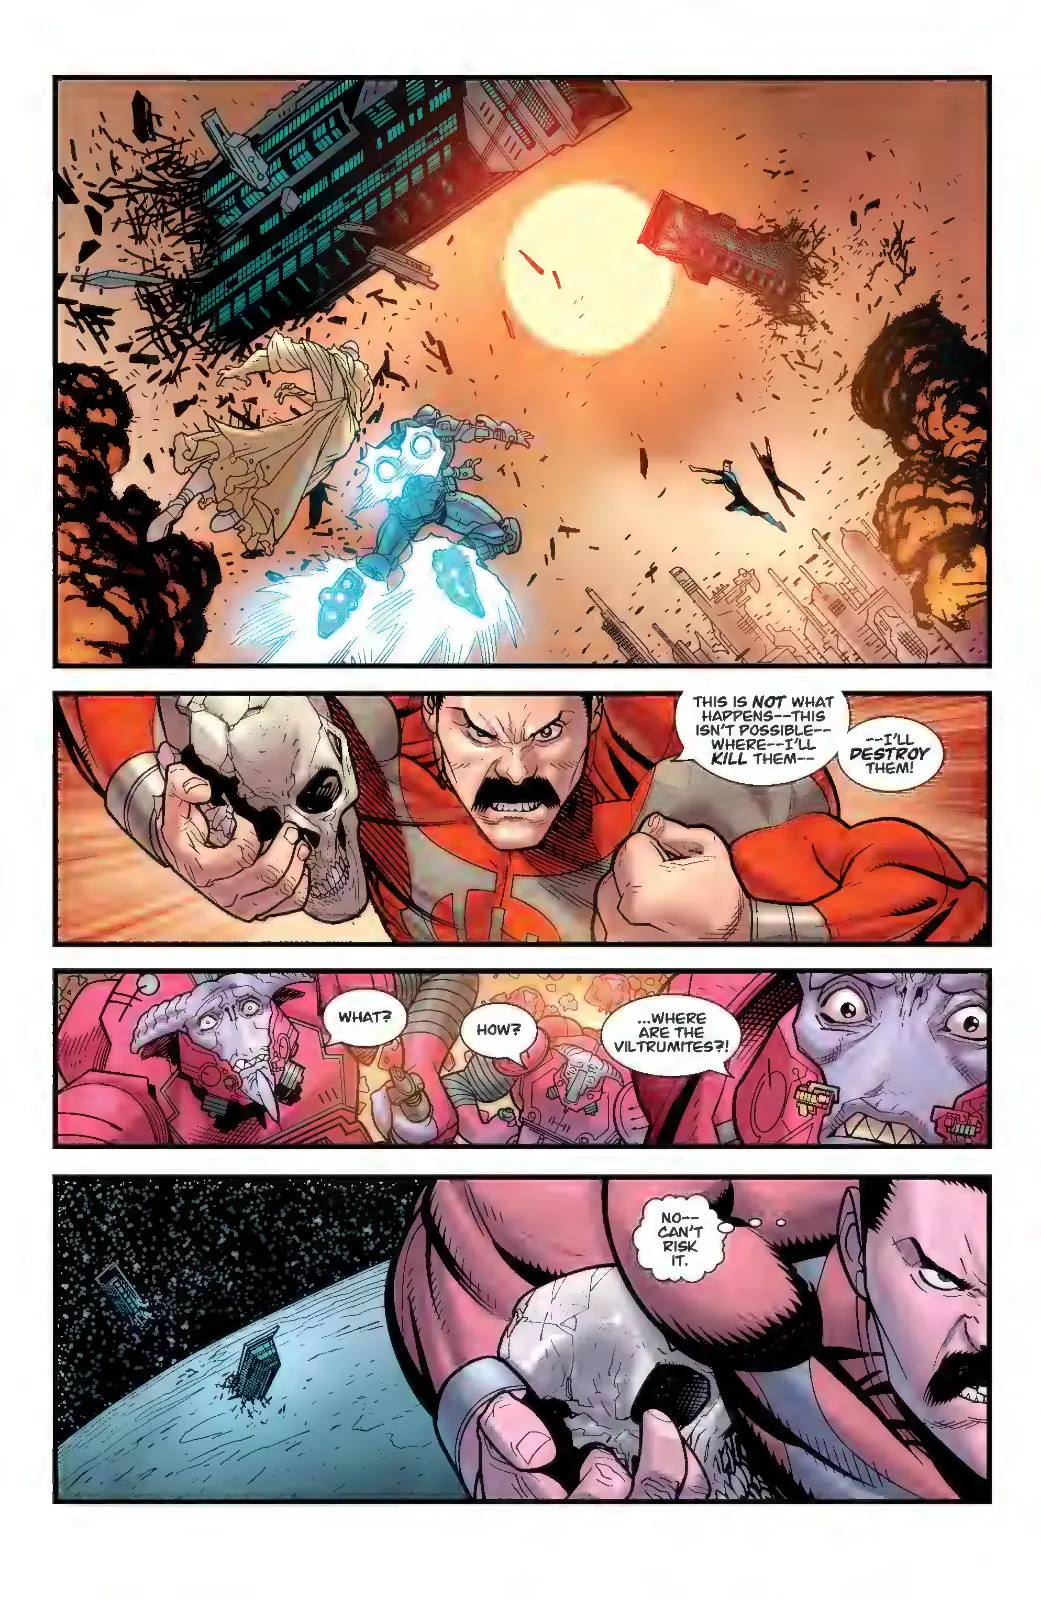 THIS IS NOT WHAT
HAPPENS--THIS
ISN'T POSSIBLE--
WHERE--I'LL
KILL THEM--
--I'LL
DESTROY
THEM!
WHAT?
HOW?
...WHERE
ARE THE
VILTRUMITES?!
NO--
CAN'T
RISK
IT.